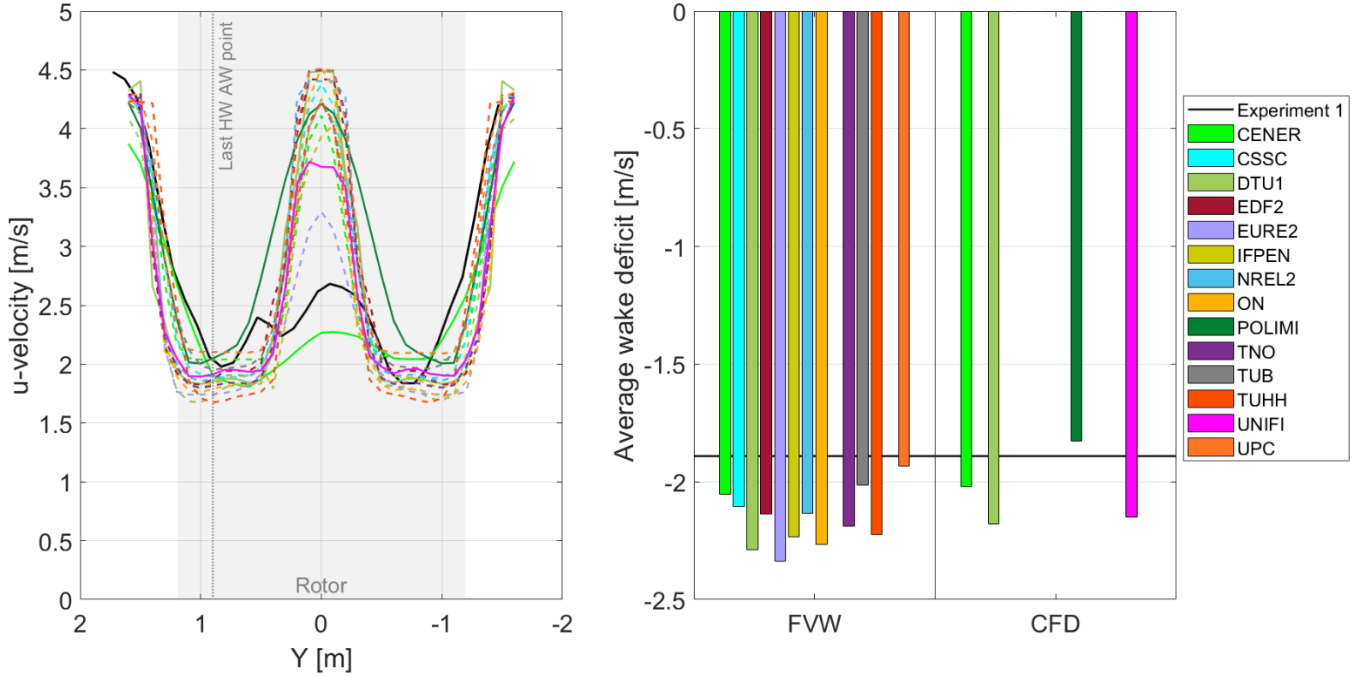 5
4.5
4
3.5
3
2.5
2
1.5
1
0.5
0
u-velocity [m/s]
Last HW AW point
Rotor
2
1
0
-1
-2
Y [m]
0
-0.5
-1
-1.5
-2
-2.5
Average wake deficit [m/s]
FVW
CFD
Experiment 1
CENER
CSSC
DTU1
EDF2
EURE2
IFPEN
NREL2
ON
POLIMI
TNO
TUB
TUHH
UNIFI
UPC